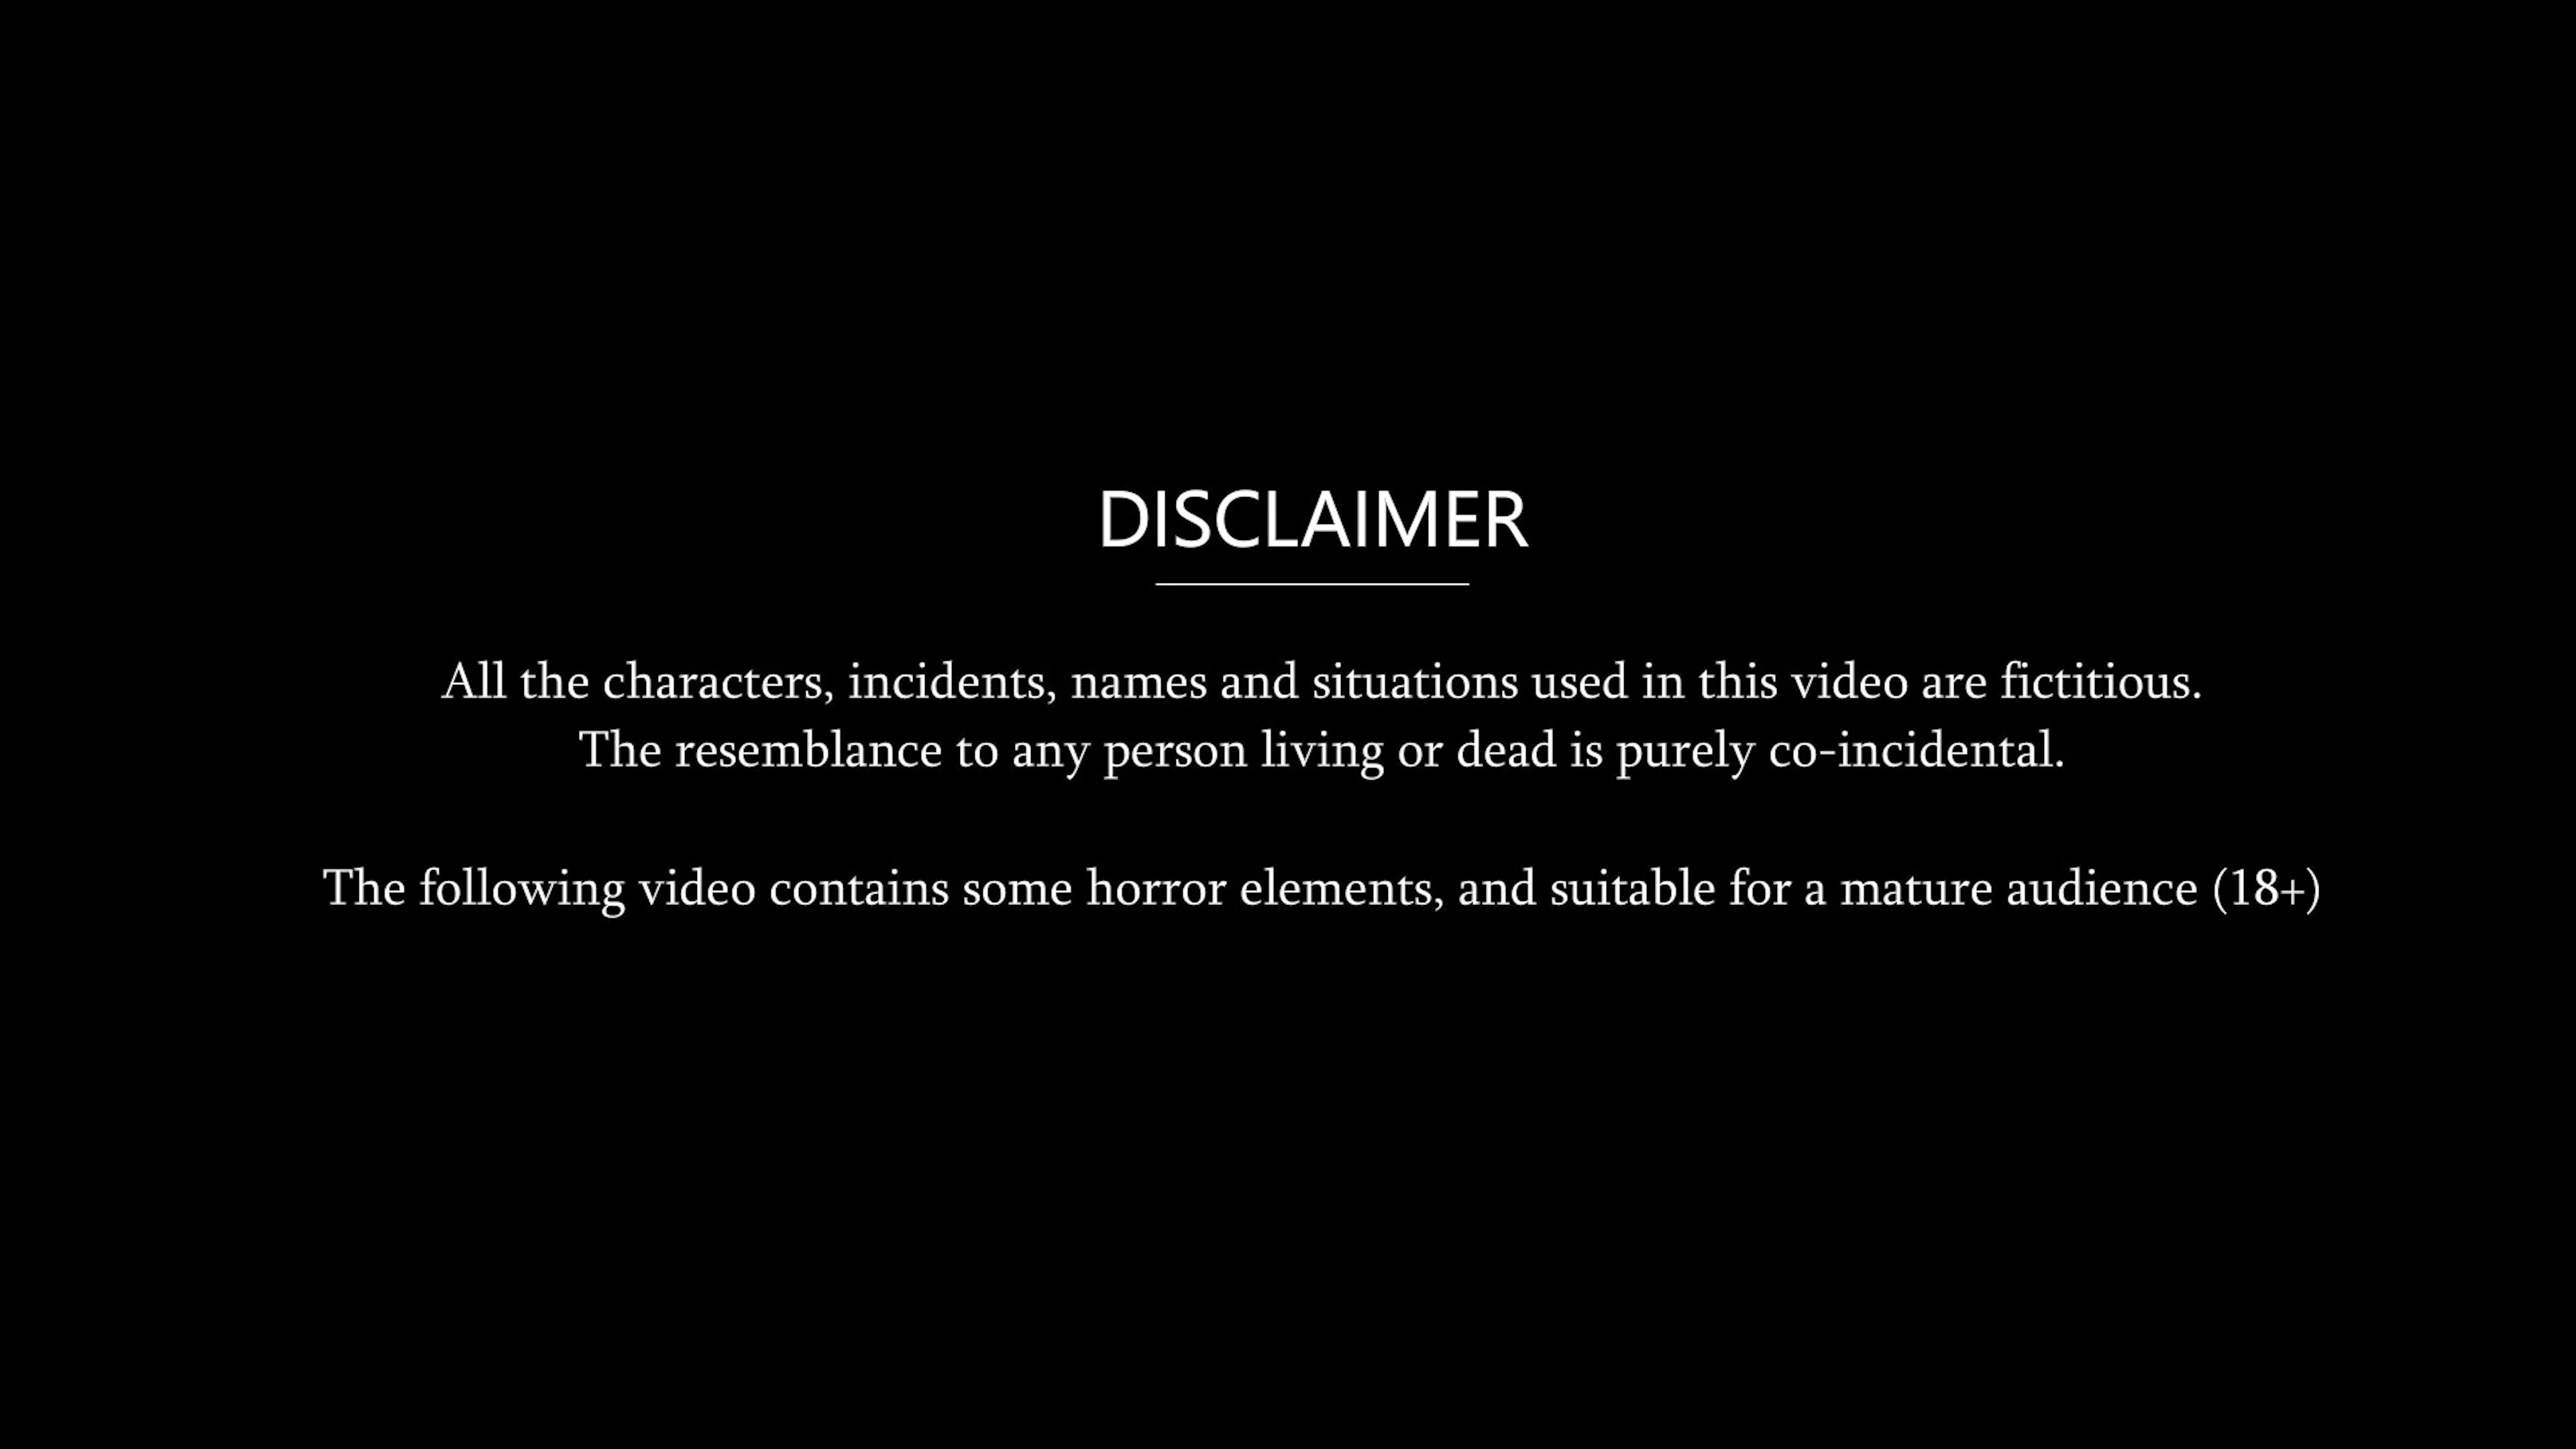 DISCLAIMER
All the characters, incidents, names and situations used in this video are fictitious.
The resemblance to any person living or dead is purely co-incidental.
The following video contains some horror elements, and suitable for a mature audience (18+)